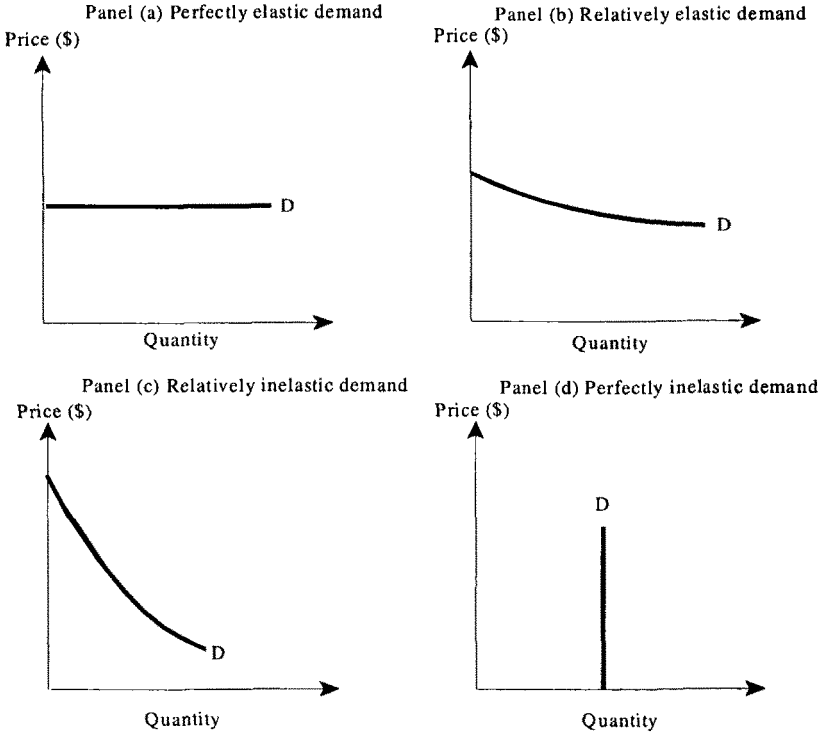 Panel (a) Perfectly elastic demand
Price ($)
D
Quantity
Panel (b) Relatively elastic demand
Price ($)
D
Quantity
Panel (c) Relatively inelastic demand
Price ($)
D
Quantity
Panel (d) Perfectly inelastic demand
Price ($)
D
Quantity